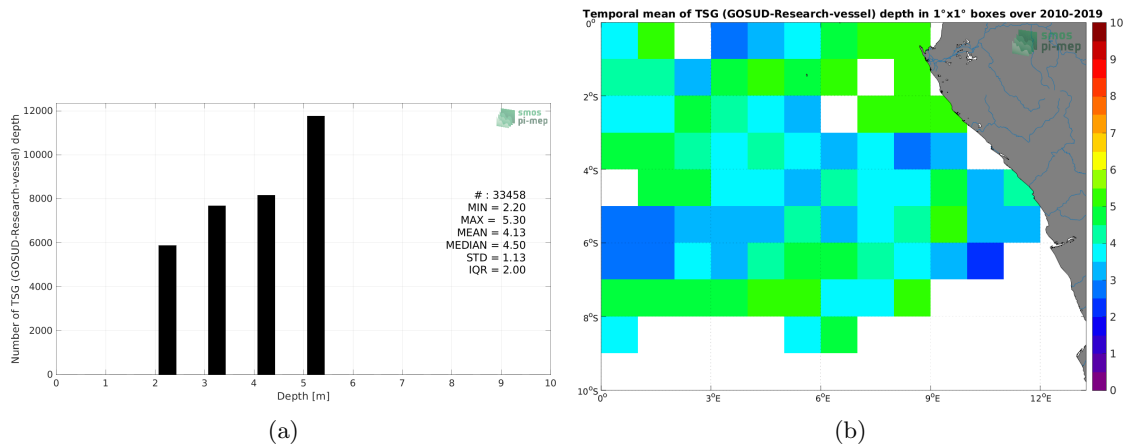 12000
10000
8000
6000
4000
2000
0
Number of TSG (GOSUD-Research-vessel) depth
smos
pi-mep
# : 33458
MIN = 2.20
MAX = 5.30
MEAN = 4.13
MEDIAN = 4.50
STD = 1.13
IQR = 2.00
0 1 2 3 4 5 6 7 8 9 10
Depth [m]
(a)
Temporal mean of TSG (GOSUD-Research-vessel) depth in 1°x1° boxes over 2010-2019
smos
pi-mep
0°
2°S
4°S
6°S
8°S
10°S
0° 3°E 6°E 9°E 12°E
10
9
8
7
6
5
4
3
2
1
0
(b)